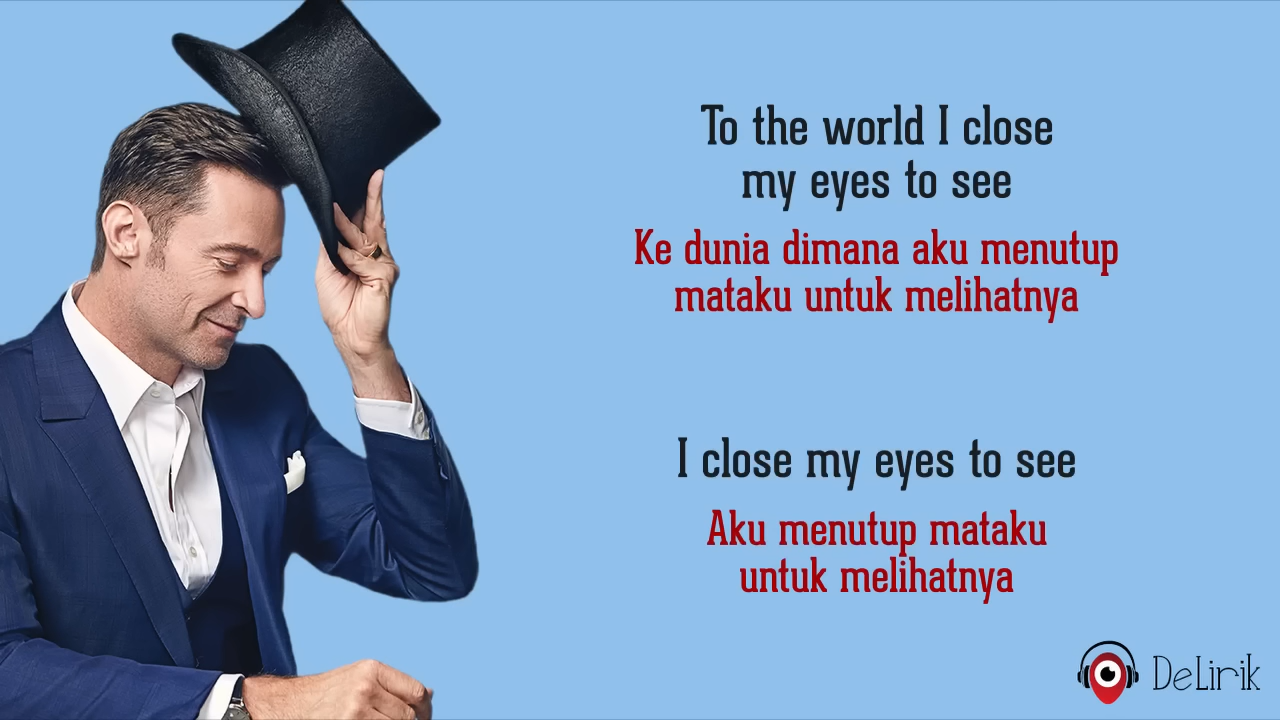 To the world I close
my eyes to see
Ke dunia dimana aku menutup
mataku untuk melihatnya
I close my eyes to see
Aku menutup mataku
untuk melihatnya
DeLirik